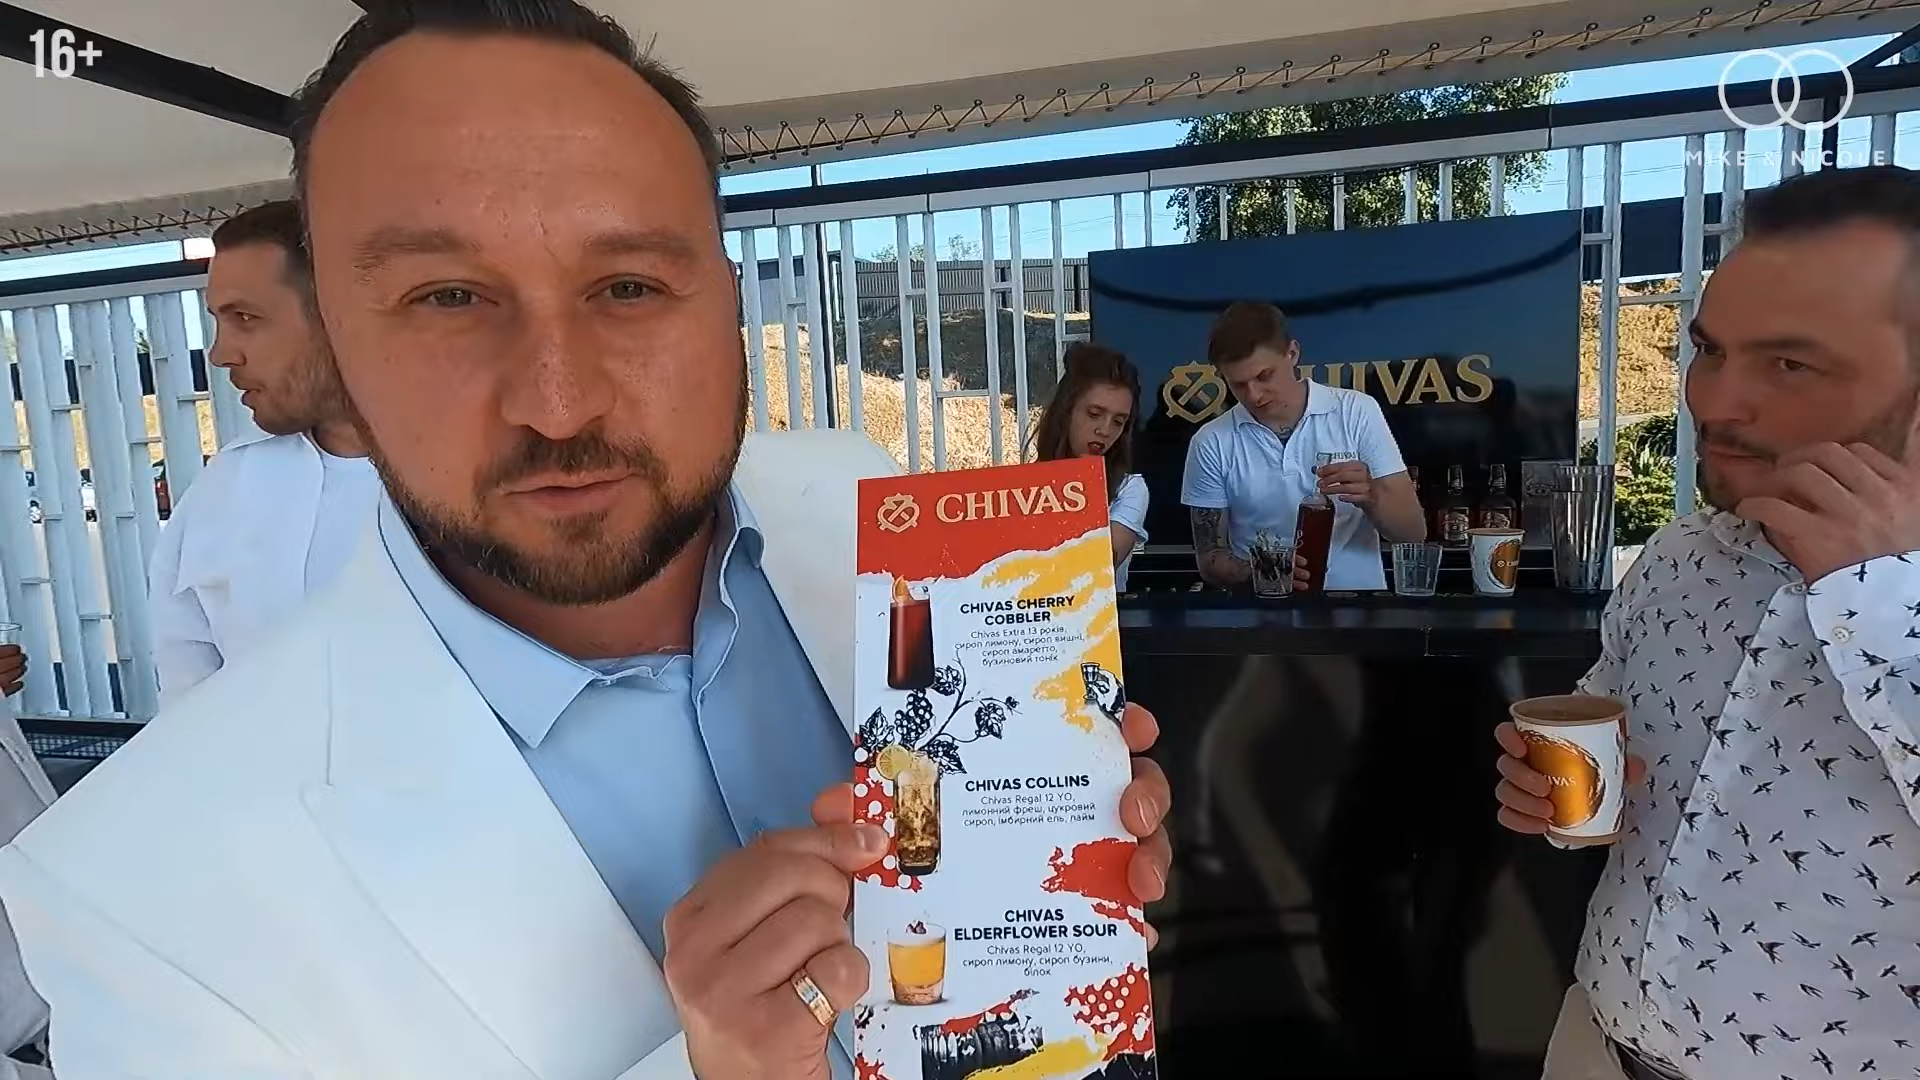 16+
MIKE & NICOLE
CHIVAS
CHIVAS
CHIVAS CHERRY
COBBLER
Chivas Extra 13 років,
сироп лимону, сироп вишні,
сироп амаретто,
бузиновий тонік
CHIVAS COLLINS
Chivas Regal 12 YO,
лимонний фреш, цукровий
сироп, імбирний ель, лайм
CHIVAS
ELDERFLOWER SOUR
Chivas Regal 12 YO,
сироп лимону, сироп бузини,
білок
CHIVAS